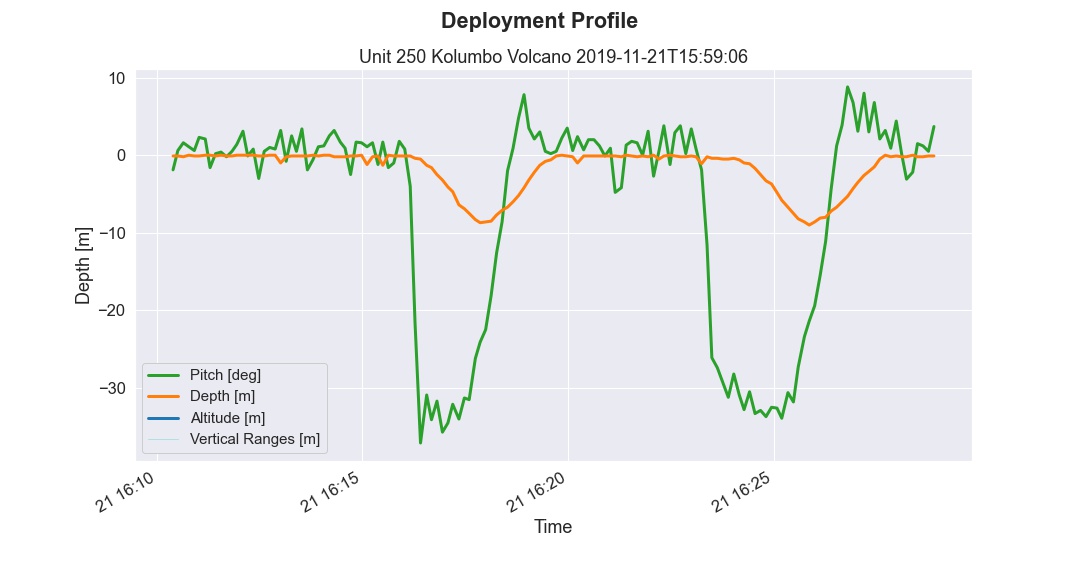 Deployment Profile
Unit 250 Kolumbo Volcano 2019-11-21T15:59:06
10
0
−10
−20
−30
Depth [m]
Pitch [deg]
Depth [m]
Altitude [m]
Vertical Ranges [m]
21 16:10
21 16:15
21 16:20
21 16:25
Time